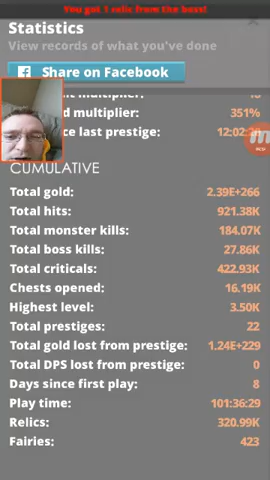 You got 1 relic from the boss!
Statistics
View records of what you've done
Share on Facebook
multiplier:
multiplier: 351%
last prestige:
CUMULATIVE
Total gold: 2.39E+266
Total hits: 921.38K
Total monster kills: 184.07K
Total boss kills: 27.86K
Total criticals: 422.93K
Chests opened: 16.19K
Highest level: 3.50K
Total prestiges: 22
Total gold lost from prestige: 1.24E+229
Total DPS lost from prestige: 0
Days since first play: 8
Play time: 101:36:29
Relics: 320.99K
Fairies: 423